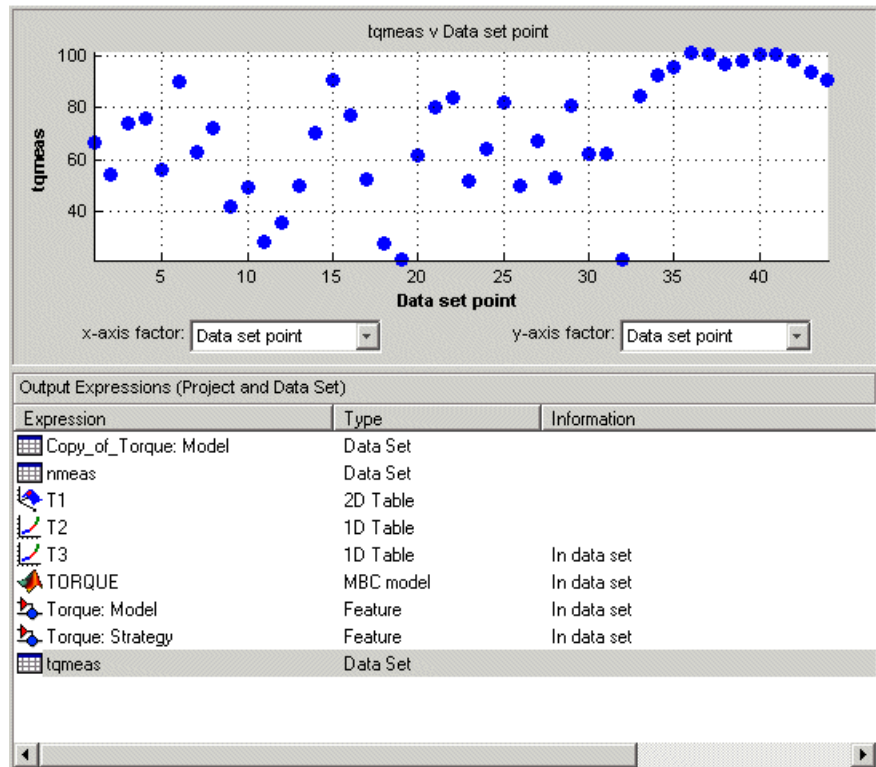 tqmeas v Data set point
100
80
60
40
tqmeas
5 10 15 20 25 30 35 40
Data set point
x-axis factor: Data set point y-axis factor: Data set point
Output Expressions (Project and Data Set)
Expression Type Information
Copy_of_Torque: Model Data Set
nmeas Data Set
T1 2D Table
T2 1D Table
T3 1D Table In data set
TORQUE MBC model In data set
Torque: Model Feature In data set
Torque: Strategy Feature In data set
tqmeas Data Set